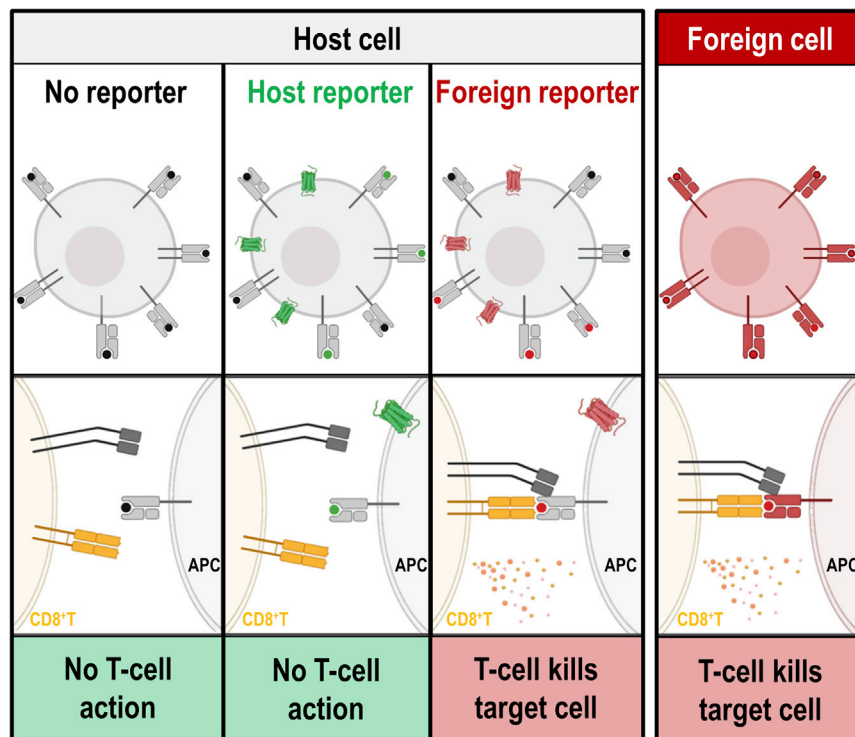 Host cell
Foreign cell
No reporter
Host reporter
Foreign reporter
APC
CD8⁺T
APC
CD8⁺T
APC
CD8⁺T
APC
CD8⁺T
No T-cell
action
No T-cell
action
T-cell kills
target cell
T-cell kills
target cell